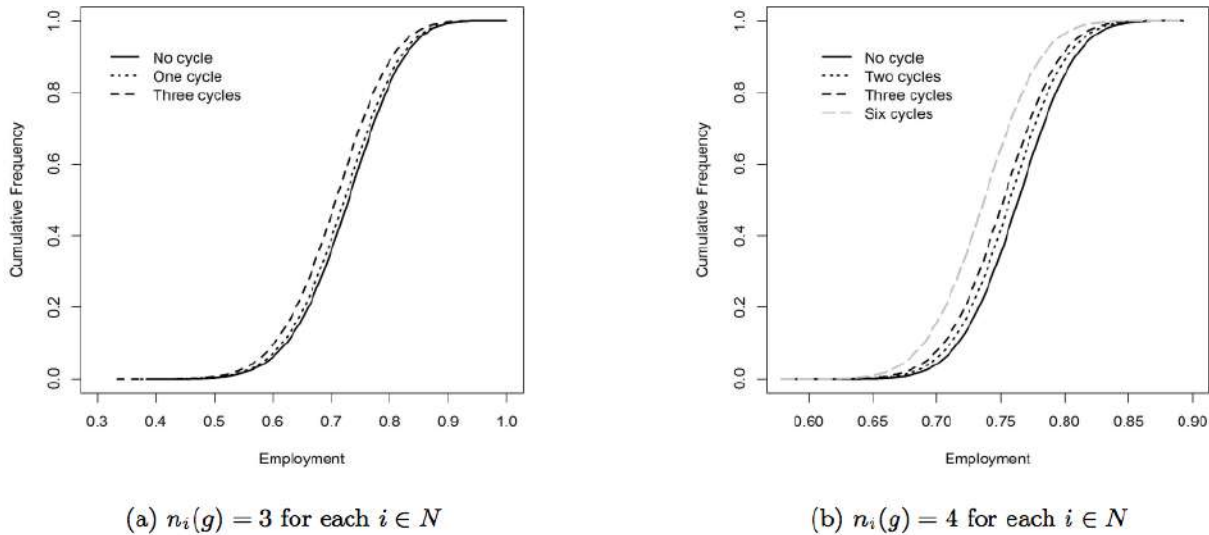 No cycle
One cycle
Three cycles
Cumulative Frequency
0.0
0.2
0.4
0.6
0.8
1.0
0.3 0.4 0.5 0.6 0.7 0.8 0.9 1.0
Employment
(a) n_i(g) = 3 for each i ∈ N
No cycle
Two cycles
Three cycles
Six cycles
Cumulative Frequency
0.0
0.2
0.4
0.6
0.8
1.0
0.60 0.65 0.70 0.75 0.80 0.85 0.90
Employment
(b) n_i(g) = 4 for each i ∈ N